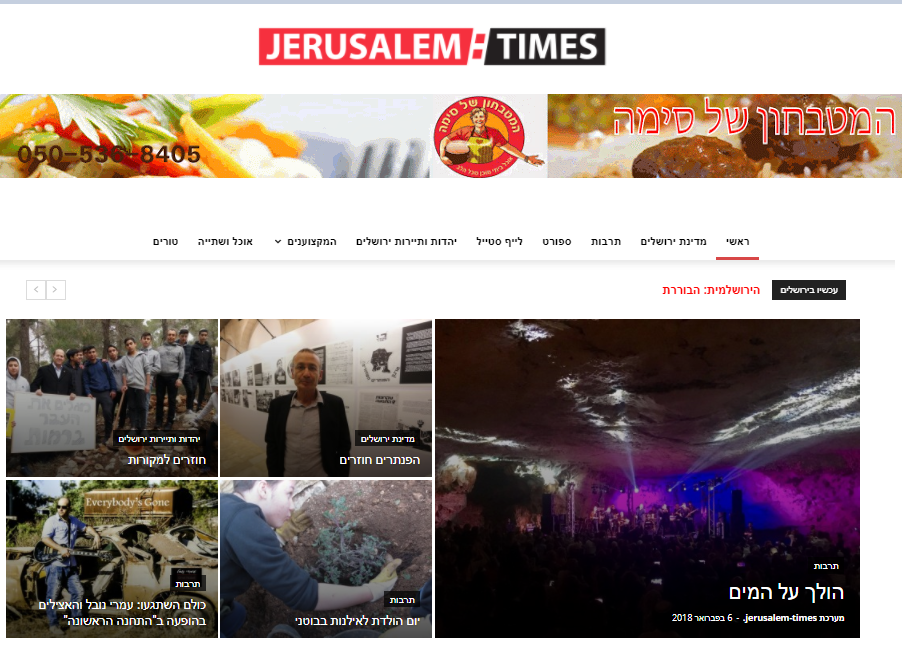 JERUSALEM:TIMES
המטבחון של סימה
המטבחון של סימה
050-536-8405
ראשי
מדינת ירושלים
תרבות
ספורט
לייף סטייל
יהדות ותיירות ירושלים
המקצוענים
אוכל ושתייה
טורים
עכשיו בירושלים
הירושלמית: הבוררת
תרבות
הולך על המים
מערכת jerusalem-times. - 6 בפברואר 2018
מדינת ירושלים
הפנתרים חוזרים
יהדות ותיירות ירושלים
חוזרים למקורות
תרבות
יום הולדת לאילנות בבוטני
Everybody's Gone
תרבות
כולם השתגעו: עמרי נובל והאצילים
בהופעה ב"התחנה הראשונה"